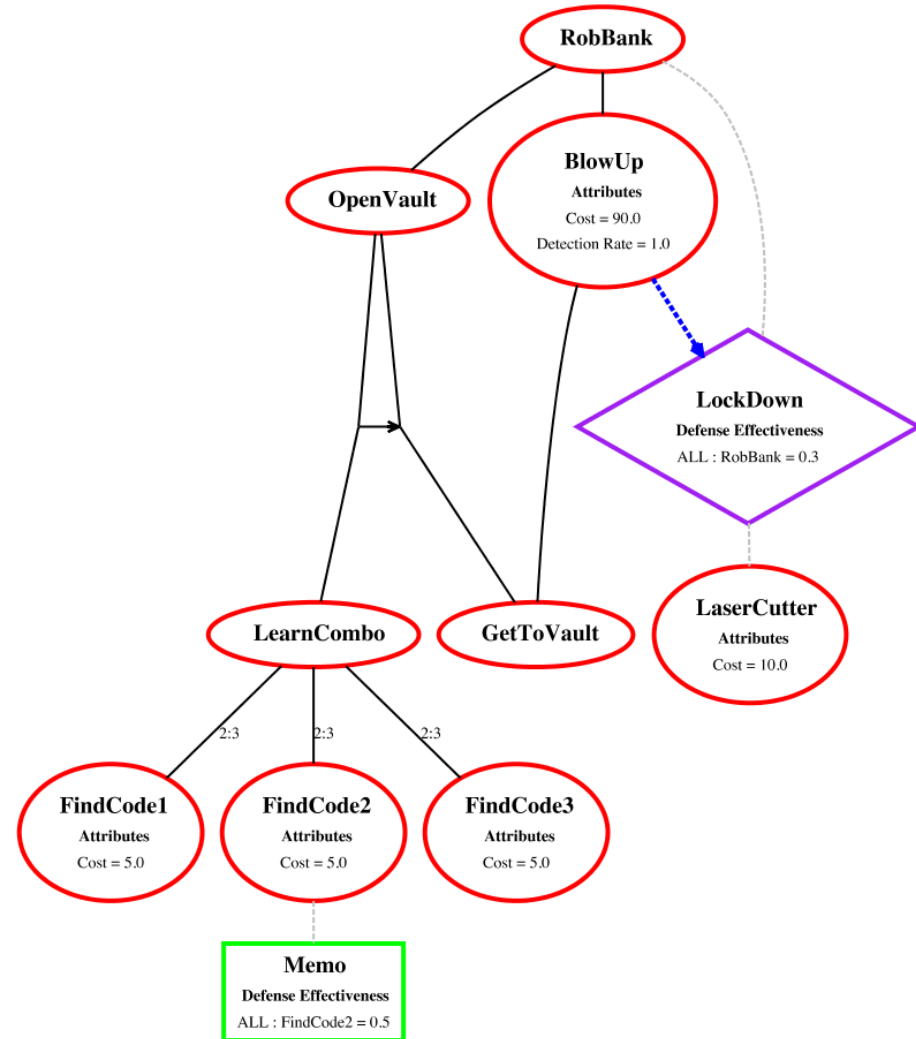 RobBank
BlowUp
Attributes
Cost = 90.0
Detection Rate = 1.0
OpenVault
LockDown
Defense Effectiveness
ALL : RobBank = 0.3
LearnCombo
GetToVault
LaserCutter
Attributes
Cost = 10.0
2:3
2:3
2:3
FindCode1
Attributes
Cost = 5.0
FindCode2
Attributes
Cost = 5.0
FindCode3
Attributes
Cost = 5.0
Memo
Defense Effectiveness
ALL : FindCode2 = 0.5